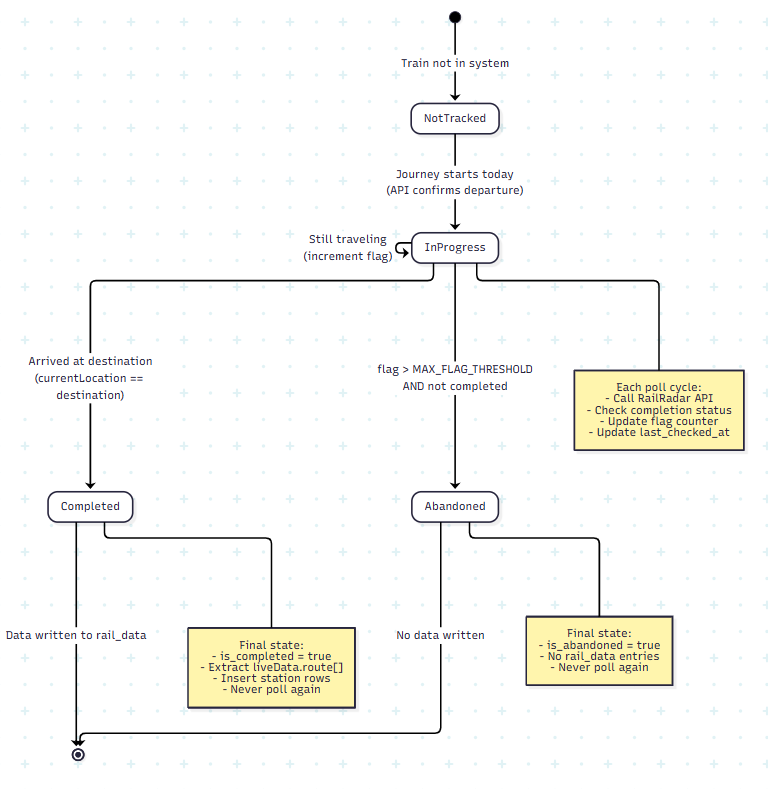 Train not in system
NotTracked
Journey starts today
(API confirms departure)
Still traveling
(increment flag)
InProgress
Arrived at destination
(currentLocation ==
destination)
flag > MAX_FLAG_THRESHOLD
AND not completed
Each poll cycle:
- Call RailRadar API
- Check completion status
- Update flag counter
- Update last_checked_at
Completed
Abandoned
Data written to rail_data
Final state:
- is_completed = true
- Extract liveData.route[]
- Insert station rows
- Never poll again
No data written
Final state:
- is_abandoned = true
- No rail_data entries
- Never poll again